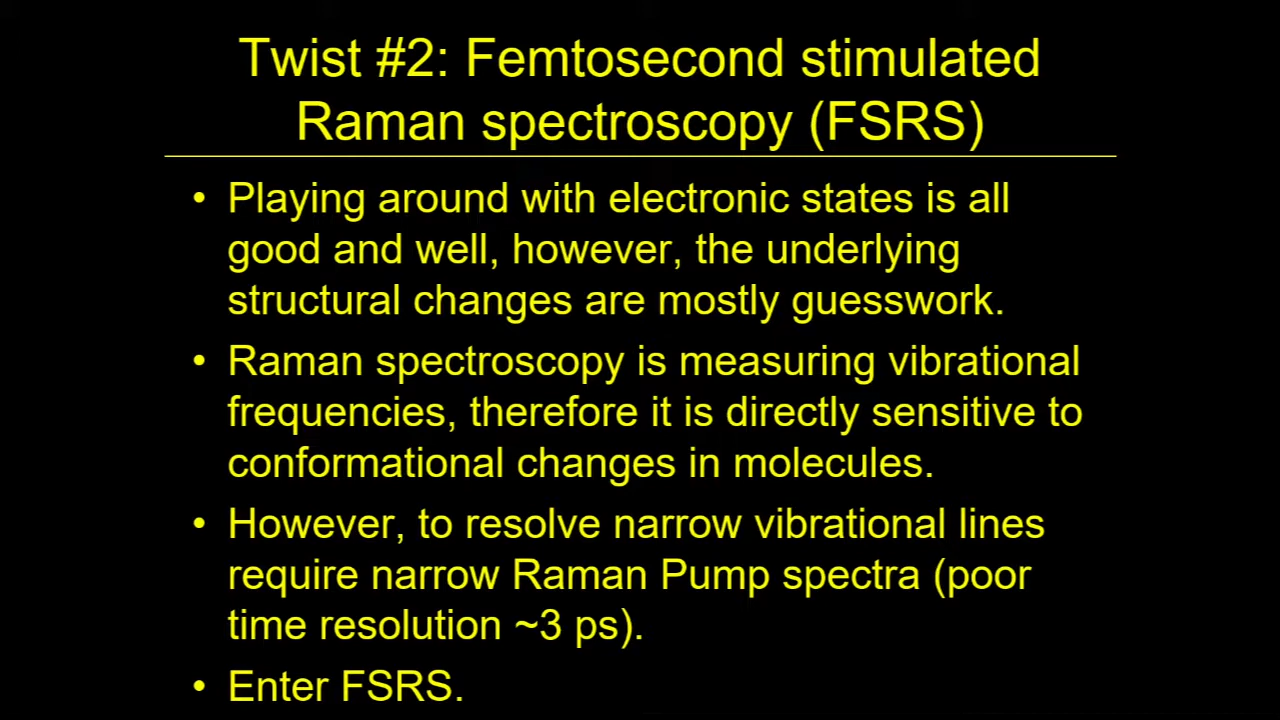 Twist #2: Femtosecond stimulated
Raman spectroscopy (FSRS)
• Playing around with electronic states is all
good and well, however, the underlying
structural changes are mostly guesswork.
• Raman spectroscopy is measuring vibrational
frequencies, therefore it is directly sensitive to
conformational changes in molecules.
• However, to resolve narrow vibrational lines
require narrow Raman Pump spectra (poor
time resolution ~3 ps).
• Enter FSRS.